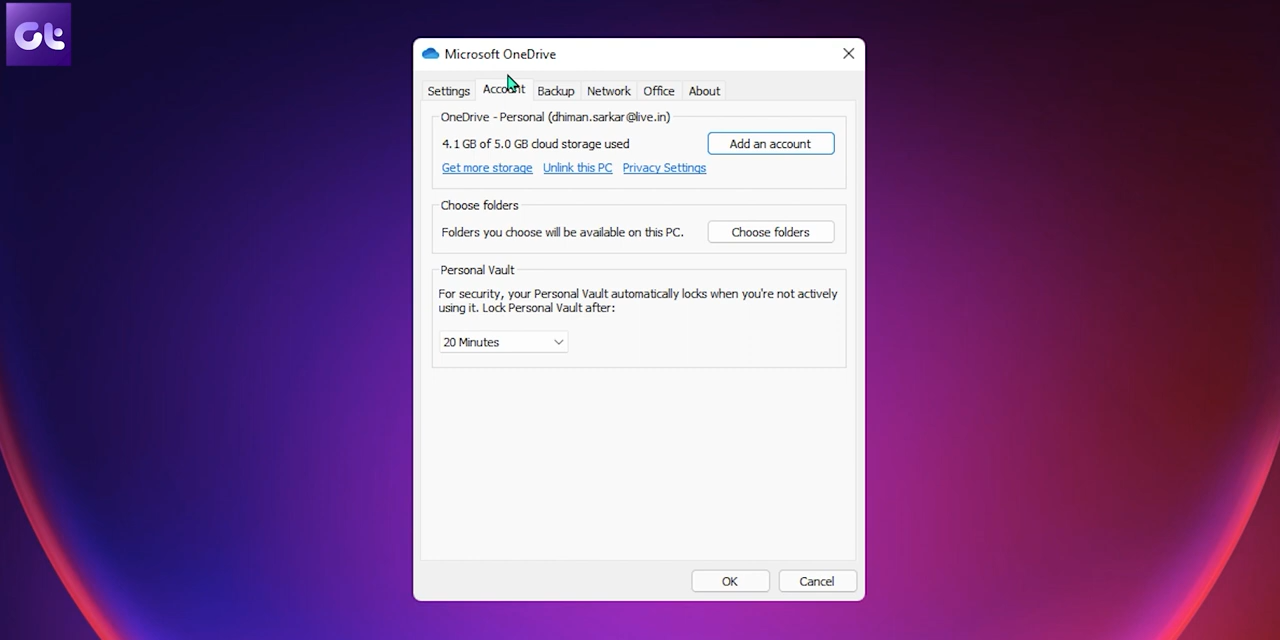 Gt
Microsoft OneDrive
Settings Account Backup Network Office About
OneDrive - Personal (dhiman.sarkar@live.in)
4.1 GB of 5.0 GB cloud storage used
Add an account
Get more storage Unlink this PC Privacy Settings
Choose folders
Folders you choose will be available on this PC.
Choose folders
Personal Vault
For security, your Personal Vault automatically locks when you're not actively
using it. Lock Personal Vault after:
20 Minutes
OK Cancel